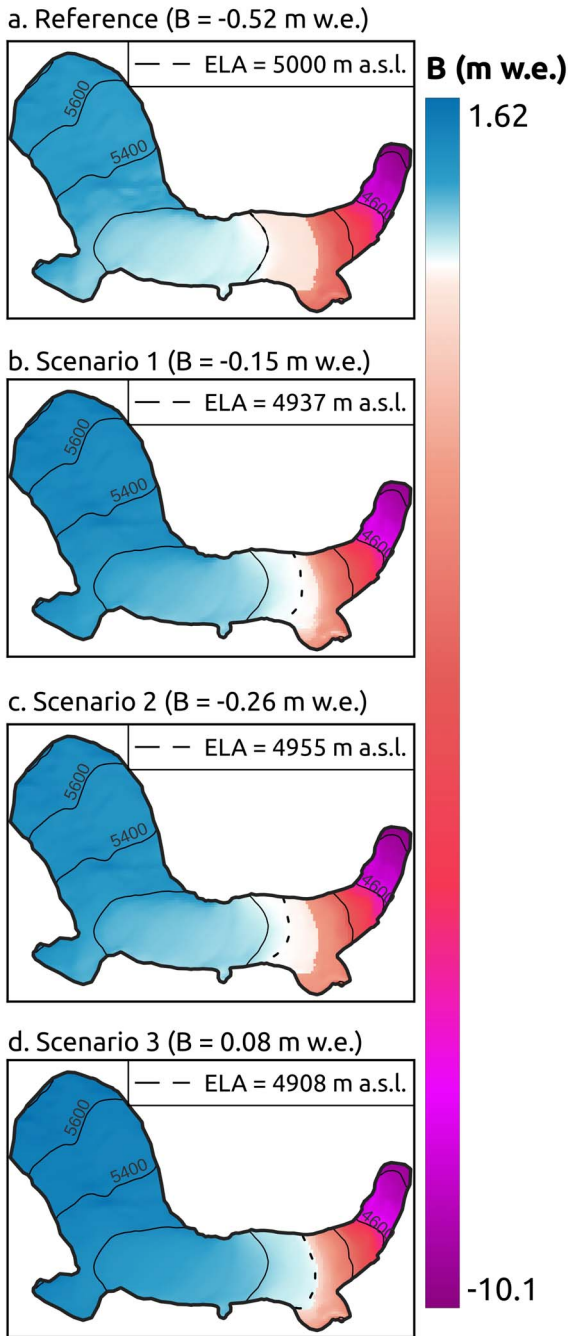 a. Reference (B = -0.52 m w.e.)
ELA = 5000 m a.s.l.
5600
5400
4600
B (m w.e.)
1.62
b. Scenario 1 (B = -0.15 m w.e.)
ELA = 4937 m a.s.l.
5600
5400
4600
c. Scenario 2 (B = -0.26 m w.e.)
ELA = 4955 m a.s.l.
5600
5400
4600
d. Scenario 3 (B = 0.08 m w.e.)
ELA = 4908 m a.s.l.
5600
5400
4600
-10.1